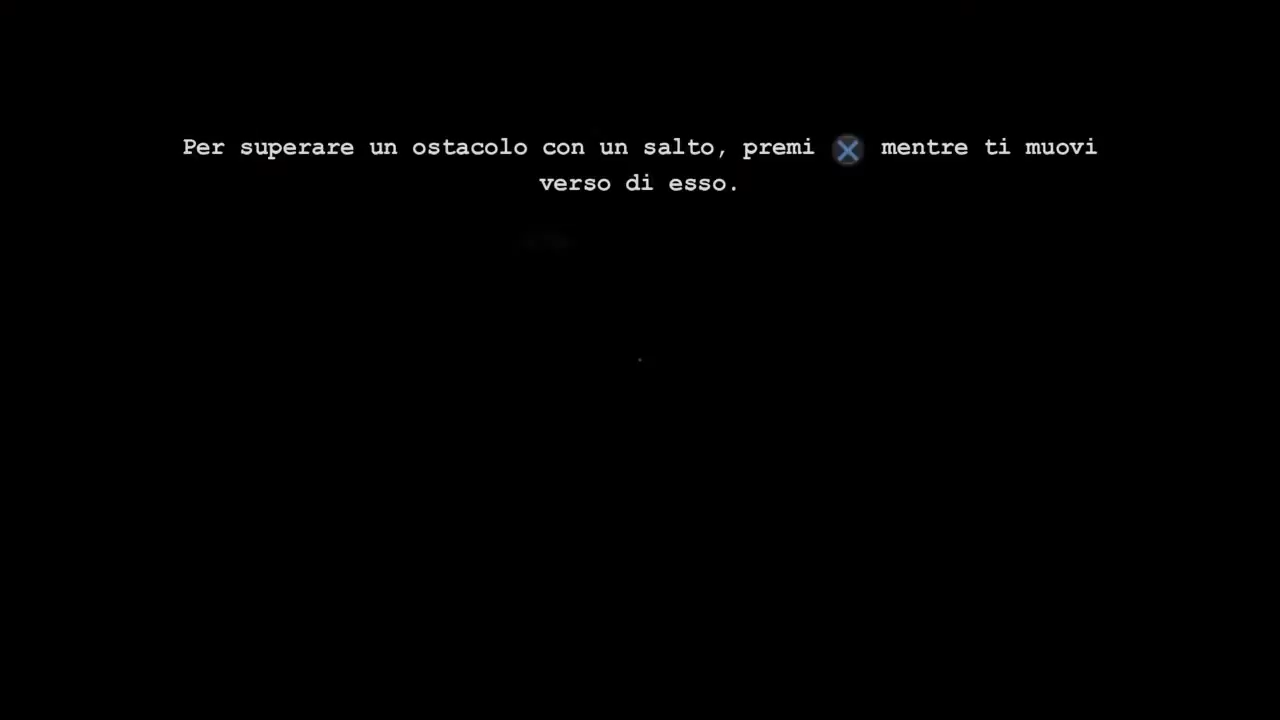 Per superare un ostacolo con un salto, premi X mentre ti muovi
verso di esso.